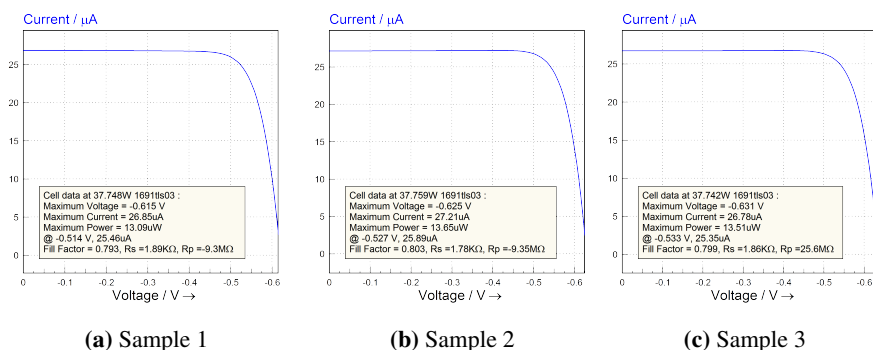 Current / μA
25
20
15
10
5
0
Cell data at 37.748W 1691tls03 :
Maximum Voltage = -0.615 V
Maximum Current = 26.85uA
Maximum Power = 13.09uW
@ -0.514 V, 25.46uA
Fill Factor = 0.793, Rs =1.89KΩ, Rp =-9.3MΩ
0 -0.1 -0.2 -0.3 -0.4 -0.5 -0.6
Voltage / V →
(a) Sample 1
Current / μA
25
20
15
10
5
0
Cell data at 37.759W 1691tls03 :
Maximum Voltage = -0.625 V
Maximum Current = 27.21uA
Maximum Power = 13.65uW
@ -0.527 V, 25.89uA
Fill Factor = 0.803, Rs =1.78KΩ, Rp =-9.35MΩ
0 -0.1 -0.2 -0.3 -0.4 -0.5 -0.6
Voltage / V →
(b) Sample 2
Current / μA
25
20
15
10
5
0
Cell data at 37.742W 1691tls03 :
Maximum Voltage = -0.631 V
Maximum Current = 26.78uA
Maximum Power = 13.51uW
@ -0.533 V, 25.35uA
Fill Factor = 0.799, Rs =1.86KΩ, Rp =25.6MΩ
0 -0.1 -0.2 -0.3 -0.4 -0.5 -0.6
Voltage / V →
(c) Sample 3